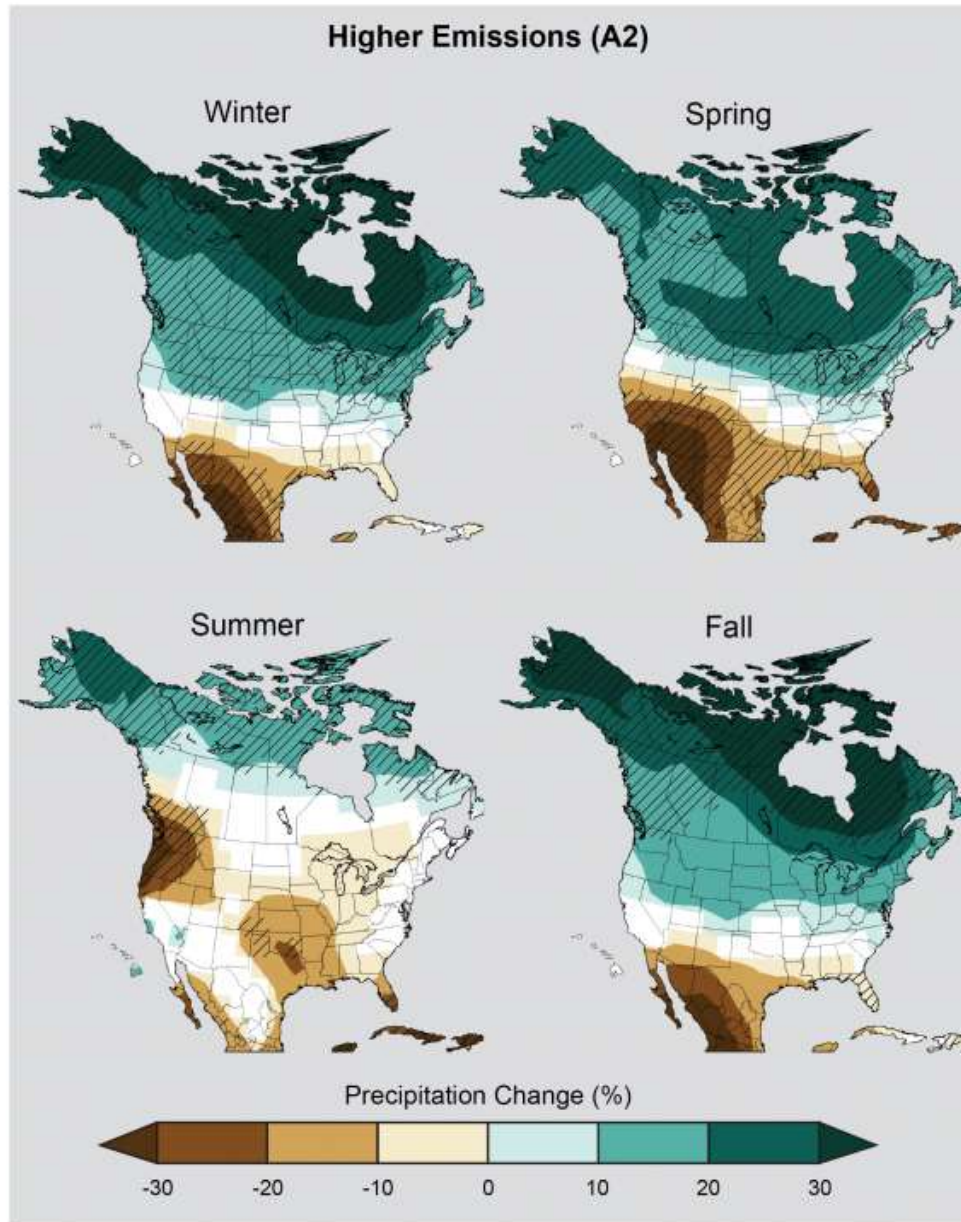 Higher Emissions (A2)
Winter
Spring
Summer
Fall
Precipitation Change (%)
-30 -20 -10 0 10 20 30